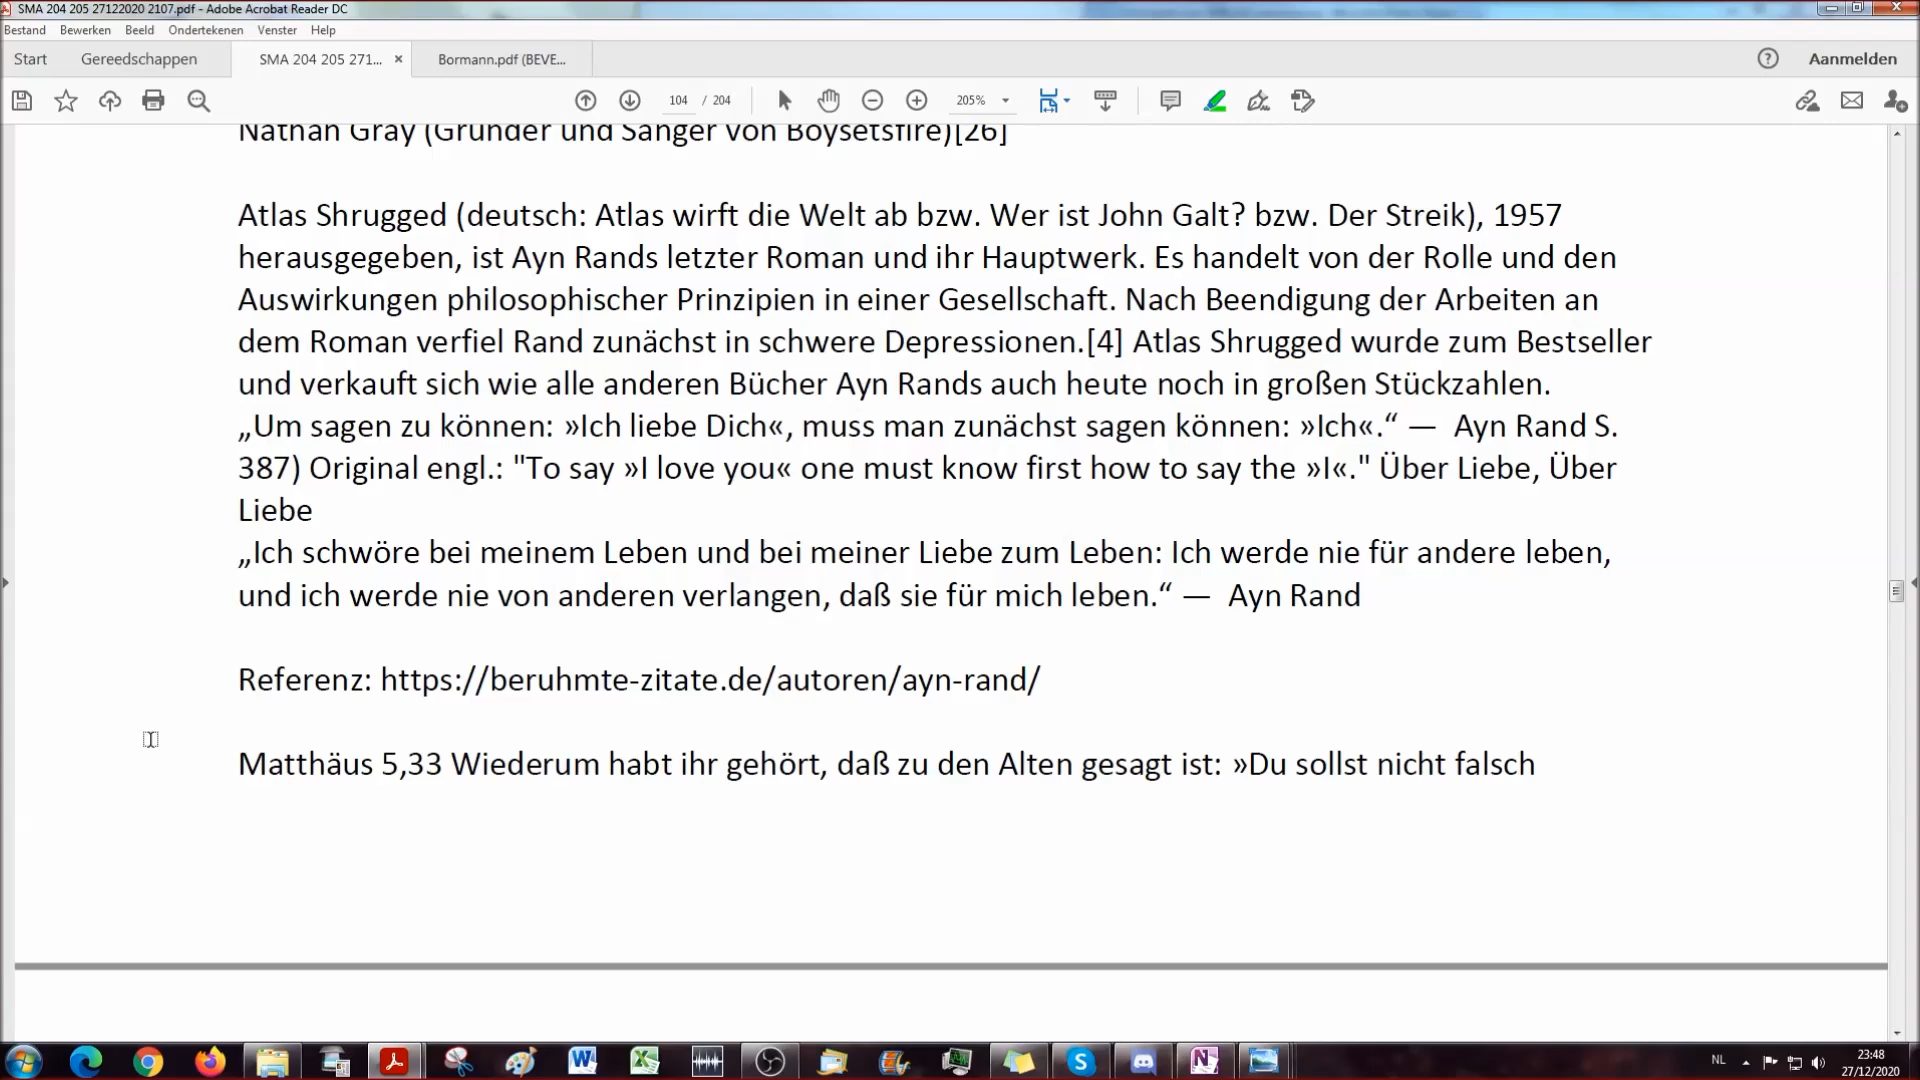 SMA 204 205 27122020 2107.pdf - Adobe Acrobat Reader DC
Bestand Bewerken Beeld Ondertekenen Venster Help
Start Gereedschappen SMA 204 205 271... × Bormann.pdf (BEVE... Aanmelden
104 / 204 205%
Nathan Gray (Gründer und Sänger von Boysetsfire)[26]
Atlas Shrugged (deutsch: Atlas wirft die Welt ab bzw. Wer ist John Galt? bzw. Der Streik), 1957
herausgegeben, ist Ayn Rands letzter Roman und ihr Hauptwerk. Es handelt von der Rolle und den
Auswirkungen philosophischer Prinzipien in einer Gesellschaft. Nach Beendigung der Arbeiten an
dem Roman verfiel Rand zunächst in schwere Depressionen.[4] Atlas Shrugged wurde zum Bestseller
und verkauft sich wie alle anderen Bücher Ayn Rands auch heute noch in großen Stückzahlen.
„Um sagen zu können: »Ich liebe Dich«, muss man zunächst sagen können: »Ich«.“ — Ayn Rand S.
387) Original engl.: "To say »I love you« one must know first how to say the »I«." Über Liebe, Über
Liebe
„Ich schwöre bei meinem Leben und bei meiner Liebe zum Leben: Ich werde nie für andere leben,
und ich werde nie von anderen verlangen, daß sie für mich leben.“ — Ayn Rand
Referenz: https://beruhmte-zitate.de/autoren/ayn-rand/
Matthäus 5,33 Wiederum habt ihr gehört, daß zu den Alten gesagt ist: »Du sollst nicht falsch
NL 23:48
27/12/2020